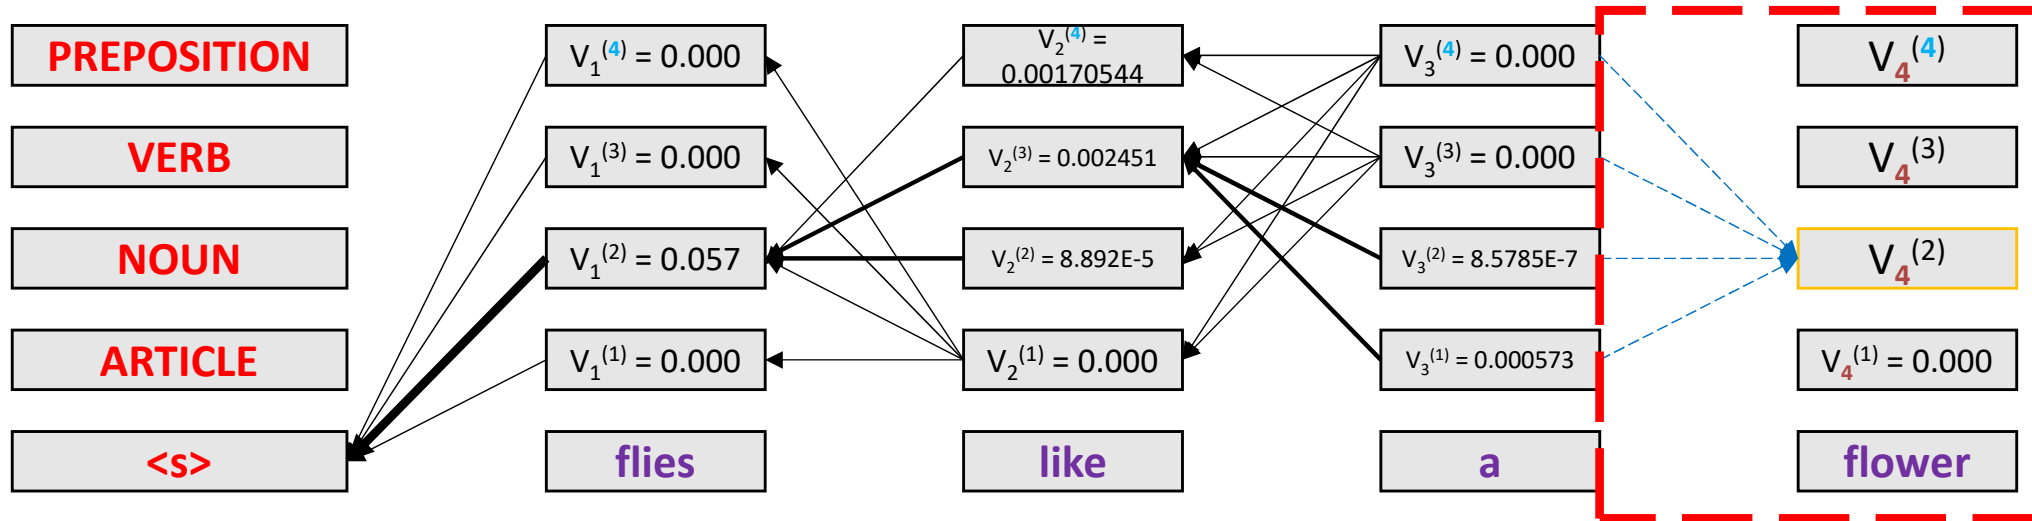 PREPOSITION V₁⁽⁴⁾ = 0.000 V₂⁽⁴⁾ = 0.00170544 V₃⁽⁴⁾ = 0.000 V₄⁽⁴⁾
VERB V₁⁽³⁾ = 0.000 V₂⁽³⁾ = 0.002451 V₃⁽³⁾ = 0.000 V₄⁽³⁾
NOUN V₁⁽²⁾ = 0.057 V₂⁽²⁾ = 8.892E-5 V₃⁽²⁾ = 8.5785E-7 V₄⁽²⁾
ARTICLE V₁⁽¹⁾ = 0.000 V₂⁽¹⁾ = 0.000 V₃⁽¹⁾ = 0.000573 V₄⁽¹⁾ = 0.000
<s> flies like a flower